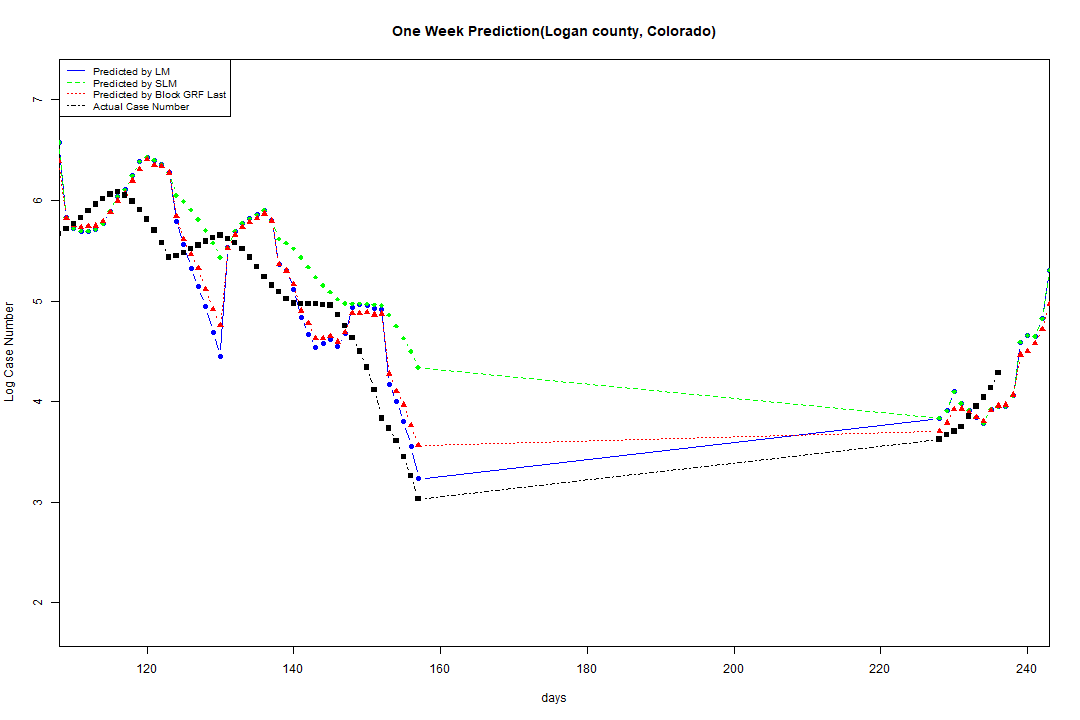 One Week Prediction(Logan county, Colorado)
Predicted by LM
Predicted by SLM
Predicted by Block GRF Last
Actual Case Number
7
6
5
4
3
2
Log Case Number
120 140 160 180 200 220 240
days